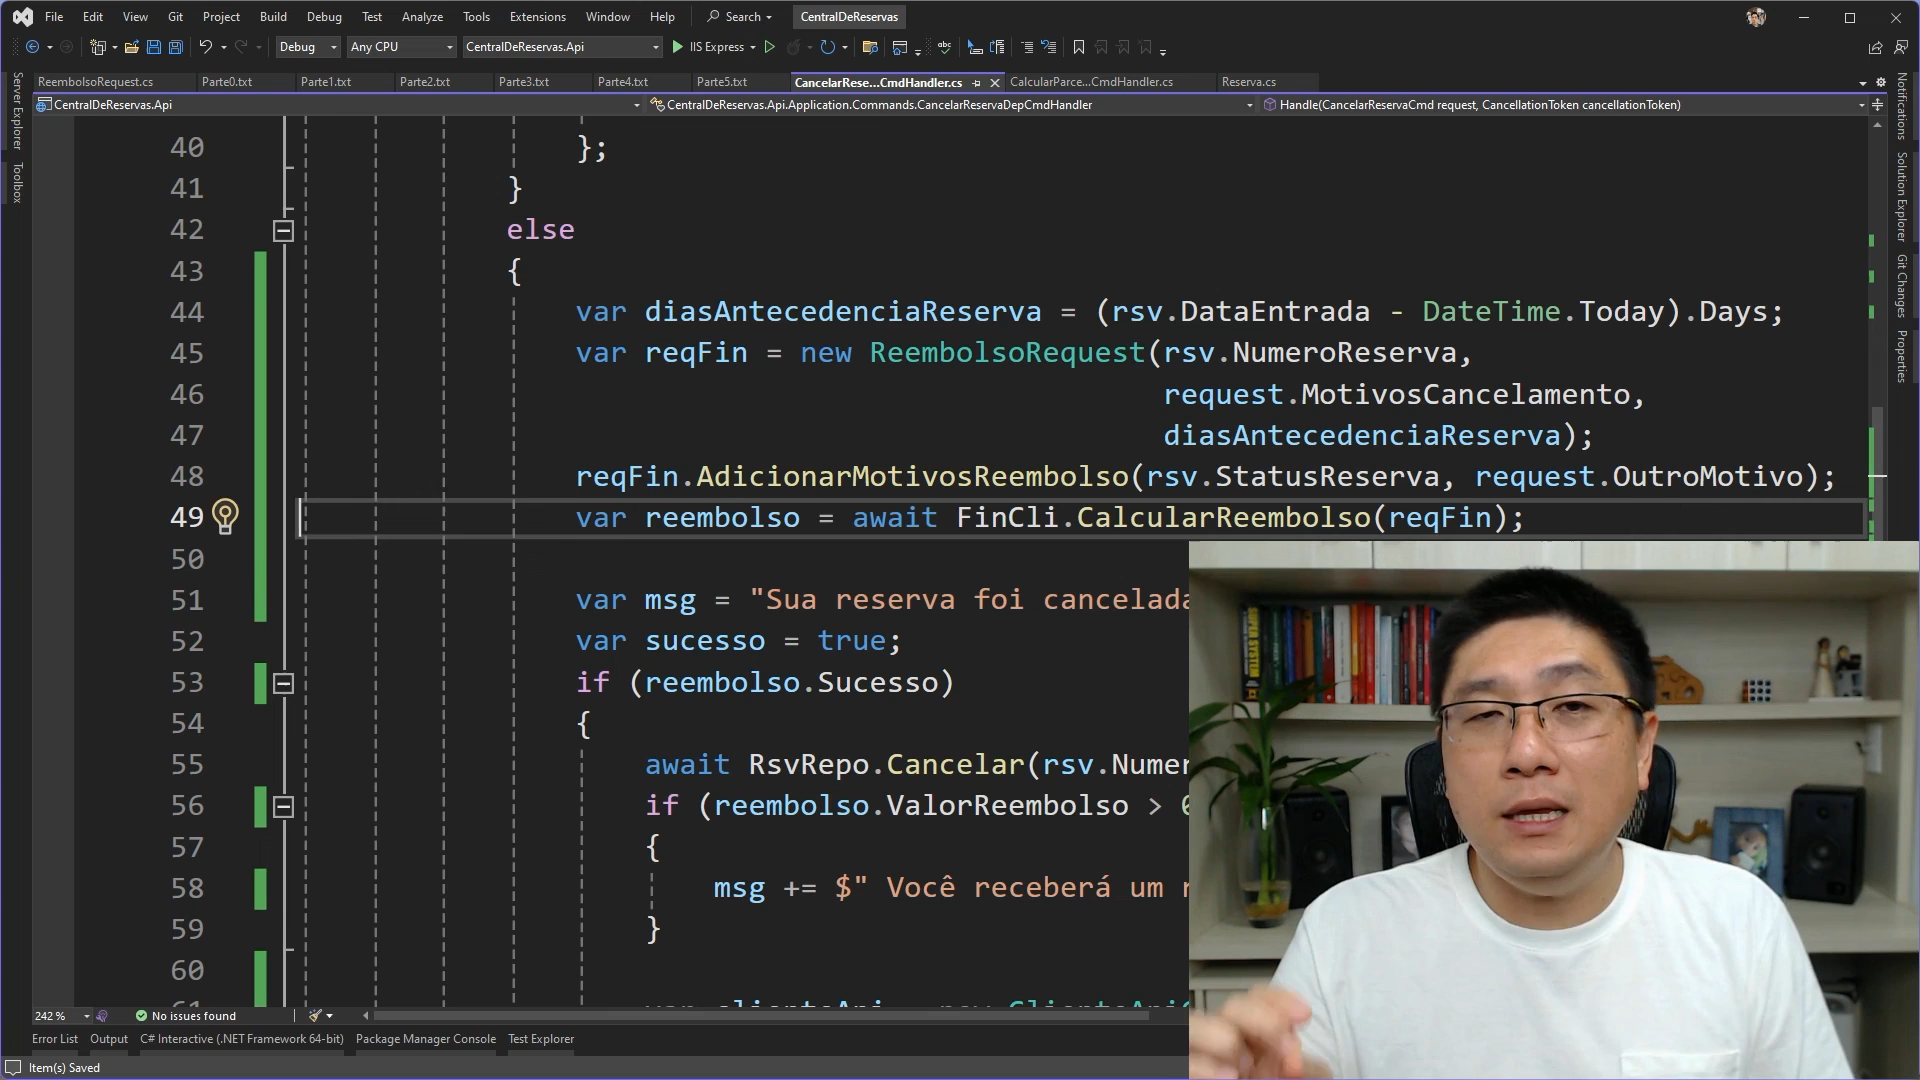 File Edit View Git Project Build Debug Test Analyze Tools Extensions Window Help Search CentralDeReservas
Debug Any CPU CentralDeReservas.Api IIS Express
ReembolsoRequest.cs Parte0.txt Parte1.txt Parte2.txt Parte3.txt Parte4.txt Parte5.txt CancelarRese...CmdHandler.cs CalcularParce...CmdHandler.cs Reserva.cs
CentralDeReservas.Api CentralDeReservas.Api.Application.Commands.CancelarReservaDepCmdHandler Handle(CancelarReservaCmd request, CancellationToken cancellationToken)
Server Explorer
Toolbox
Notifications
Solution Explorer
Git Changes
Properties
40 };
41 }
42 else
43 {
44 var diasAntecedenciaReserva = (rsv.DataEntrada - DateTime.Today).Days;
45 var reqFin = new ReembolsoRequest(rsv.NumeroReserva,
46 request.MotivosCancelamento,
47 diasAntecedenciaReserva);
48 reqFin.AdicionarMotivosReembolso(rsv.StatusReserva, request.OutroMotivo);
49 var reembolso = await FinCli.CalcularReembolso(reqFin);
50
51 var msg = "Sua reserva foi cancelada
52 var sucesso = true;
53 if (reembolso.Sucesso)
54 {
55 await RsvRepo.Cancelar(rsv.Numer
56 if (reembolso.ValorReembolso > 0
57 {
58 msg += $" Você receberá um
59 }
60
242 % No issues found
Error List Output C# Interactive (.NET Framework 64-bit) Package Manager Console Test Explorer
Item(s) Saved
SUPER SYSTEM